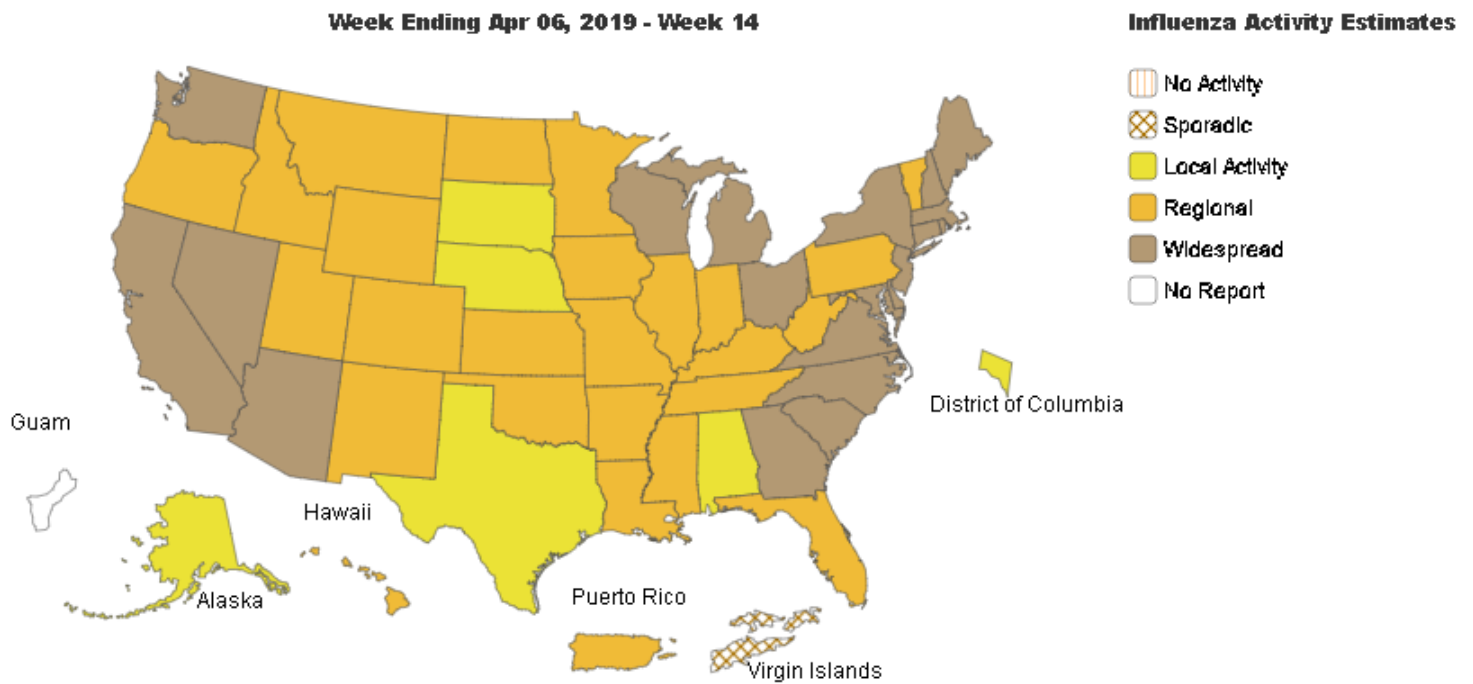 Week Ending Apr 06, 2019 - Week 14
Influenza Activity Estimates
No Activity
Sporadic
Local Activity
Regional
Widespread
No Report
District of Columbia
Guam
Hawaii
Alaska
Puerto Rico
Virgin Islands